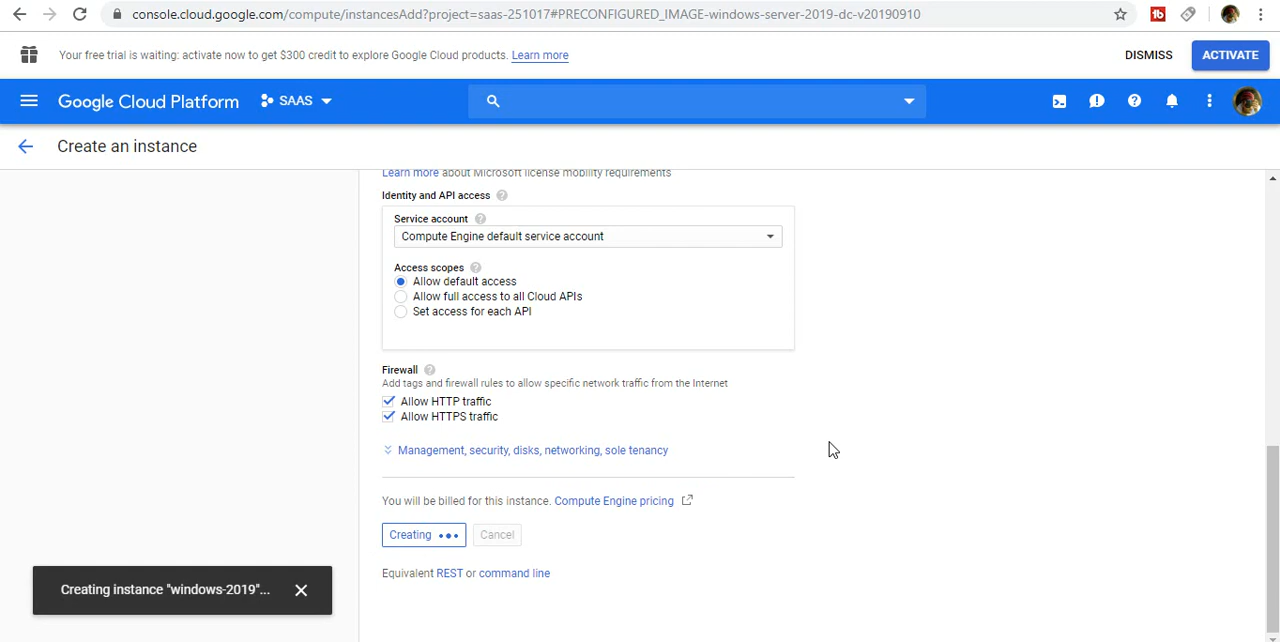 console.cloud.google.com/compute/instancesAdd?project=saas-251017#PRECONFIGURED_IMAGE-windows-server-2019-dc-v20190910
Your free trial is waiting: activate now to get $300 credit to explore Google Cloud products. Learn more
DISMISS
ACTIVATE
Google Cloud Platform
SAAS
Create an instance
Learn more about Microsoft license mobility requirements
Identity and API access
Service account
Compute Engine default service account
Access scopes
Allow default access
Allow full access to all Cloud APIs
Set access for each API
Firewall
Add tags and firewall rules to allow specific network traffic from the Internet
Allow HTTP traffic
Allow HTTPS traffic
Management, security, disks, networking, sole tenancy
You will be billed for this instance. Compute Engine pricing
Creating
Cancel
Equivalent REST or command line
Creating instance "windows-2019"...